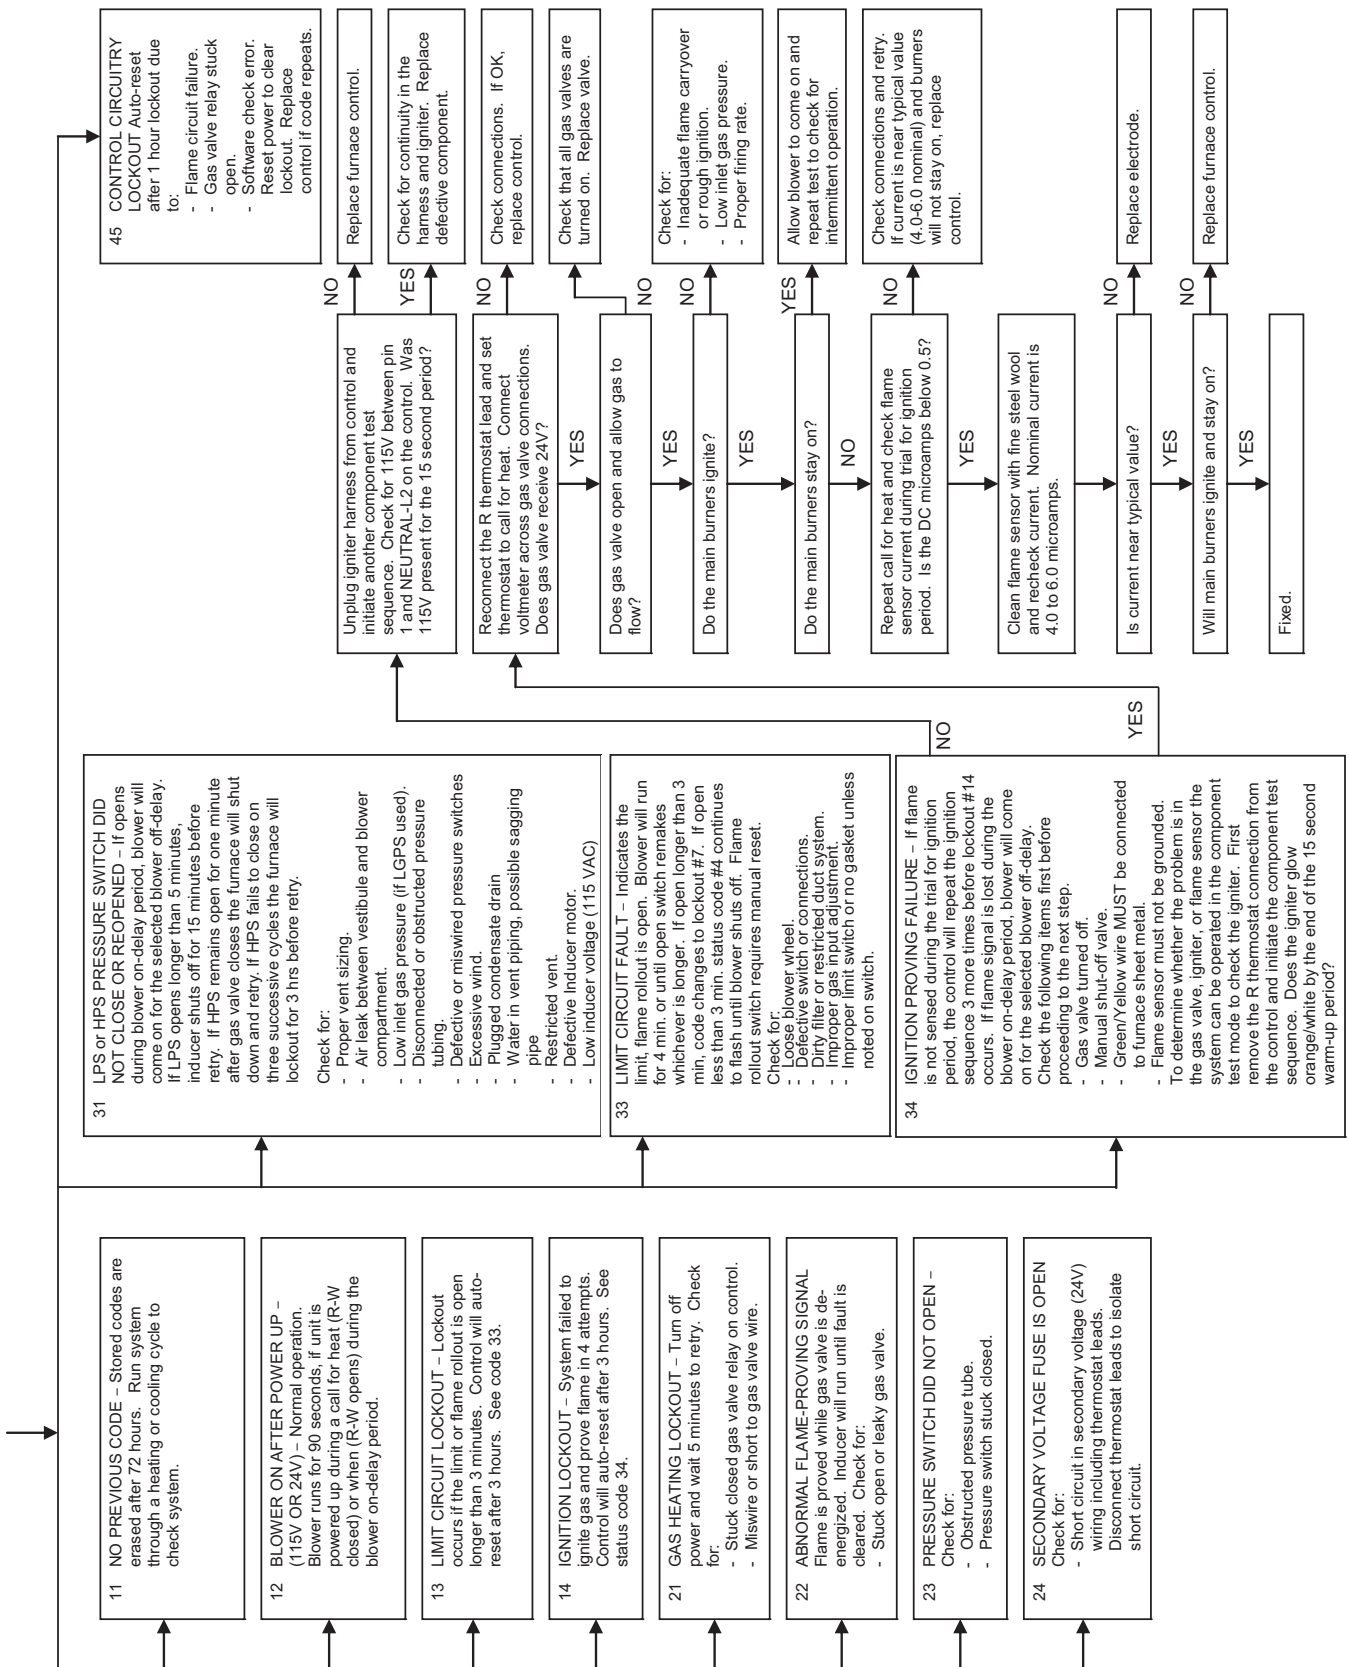 11 NO PREVIOUS CODE – Stored codes are
erased after 72 hours. Run system
through a heating or cooling cycle to
check system.
12 BLOWER ON AFTER POWER UP –
(115V OR 24V) – Normal operation.
Blower runs for 90 seconds, if unit is
powered up during a call for heat (R-W
closed) or when (R-W opens) during the
blower on-delay period.
13 LIMIT CIRCUIT LOCKOUT – Lockout
occurs if the limit or flame rollout is open
longer than 3 minutes. Control will auto-
reset after 3 hours. See code 33.
14 IGNITION LOCKOUT – System failed to
ignite gas and prove flame in 4 attempts.
Control will auto-reset after 3 hours. See
status code 34.
21 GAS HEATING LOCKOUT – Turn off
power and wait 5 minutes to retry. Check
for:
- Stuck closed gas valve relay on control.
- Miswire or short to gas valve wire.
22 ABNORMAL FLAME-PROVING SIGNAL
Flame is proved while gas valve is de-
energized. Inducer will run until fault is
cleared. Check for:
- Stuck open or leaky gas valve.
23 PRESSURE SWITCH DID NOT OPEN –
Check for:
- Obstructed pressure tube.
- Pressure switch stuck closed.
24 SECONDARY VOLTAGE FUSE IS OPEN
Check for:
- Short circuit in secondary voltage (24V)
wiring including thermostat leads.
Disconnect thermostat leads to isolate
short circuit.
31 LPS or HPS PRESSURE SWITCH DID
NOT CLOSE OR REOPENED – If opens
during blower on-delay period, blower will
come on for the selected blower off-delay.
If LPS opens longer than 5 minutes,
inducer shuts off for 15 minutes before
retry. If HPS remains open for one minute
after gas valve closes the furnace will shut
down and retry. If HPS fails to close on
three successive cycles the furnace will
lockout for 3 hrs before retry.
Check for:
- Proper vent sizing.
- Air leak between vestibule and blower
compartment.
- Low inlet gas pressure (if LGPS used).
- Disconnected or obstructed pressure
tubing.
- Defective or miswired pressure switches
- Excessive wind.
- Plugged condensate drain
- Water in vent piping, possible sagging
pipe
- Restricted vent.
- Defective Inducer motor.
- Low inducer voltage (115 VAC)
33 LIMIT CIRCUIT FAULT – Indicates the
limit, flame rollout is open. Blower will run
for 4 min. or until open switch remakes
whichever is longer. If open longer than 3
min, code changes to lockout #7. If open
less than 3 min. status code #4 continues
to flash until blower shuts off. Flame
rollout switch requires manual reset.
Check for:
- Loose blower wheel.
- Defective switch or connections.
- Dirty filter or restricted duct system.
- Improper gas input adjustment.
- Improper limit switch or no gasket unless
noted on switch.
34 IGNITION PROVING FAILURE – If flame
is not sensed during the trial for ignition
period, the control will repeat the ignition
sequence 3 more times before lockout #14
occurs. If flame signal is lost during the
blower on-delay period, blower will come
on for the selected blower off-delay.
Check the following items first before
proceeding to the next step.
- Gas valve turned off.
- Manual shut-off valve.
- Green/Yellow wire MUST be connected
to furnace sheet metal.
- Flame sensor must not be grounded.
To determine whether the problem is in
the gas valve, igniter, or flame sensor the
system can be operated in the component
test mode to check the igniter. First
remove the R thermostat connection from
the control and initiate the component test
sequence. Does the igniter glow
orange/white by the end of the 15 second
warm-up period?
NO
YES
45 CONTROL CIRCUITRY
LOCKOUT Auto-reset
after 1 hour lockout due
to:
- Flame circuit failure.
- Gas valve relay stuck
open.
- Software check error.
Reset power to clear
lockout. Replace
control if code repeats.
Unplug igniter harness from control and
initiate another component test
sequence. Check for 115V between pin
1 and NEUTRAL-L2 on the control. Was
115V present for the 15 second period?
NO
Replace furnace control.
YES
Check for continuity in the
harness and igniter. Replace
defective component.
Reconnect the R thermostat lead and set
thermostat to call for heat. Connect
voltmeter across gas valve connections.
Does gas valve receive 24V?
NO
Check connections. If OK,
replace control.
YES
Does gas valve open and allow gas to
flow?
NO
Check that all gas valves are
turned on. Replace valve.
YES
Do the main burners ignite?
NO
Check for:
- Inadequate flame carryover
or rough ignition.
- Low inlet gas pressure.
- Proper firing rate.
YES
Do the main burners stay on?
YES
Allow blower to come on and
repeat test to check for
intermittent operation.
NO
Repeat call for heat and check flame
sensor current during trial for ignition
period. Is the DC microamps below 0.5?
NO
Check connections and retry.
If current is near typical value
(4.0-6.0 nominal) and burners
will not stay on, replace
control.
YES
Clean flame sensor with fine steel wool
and recheck current. Nominal current is
4.0 to 6.0 microamps.
Is current near typical value?
NO
Replace electrode.
YES
Will main burners ignite and stay on?
NO
Replace furnace control.
YES
Fixed.